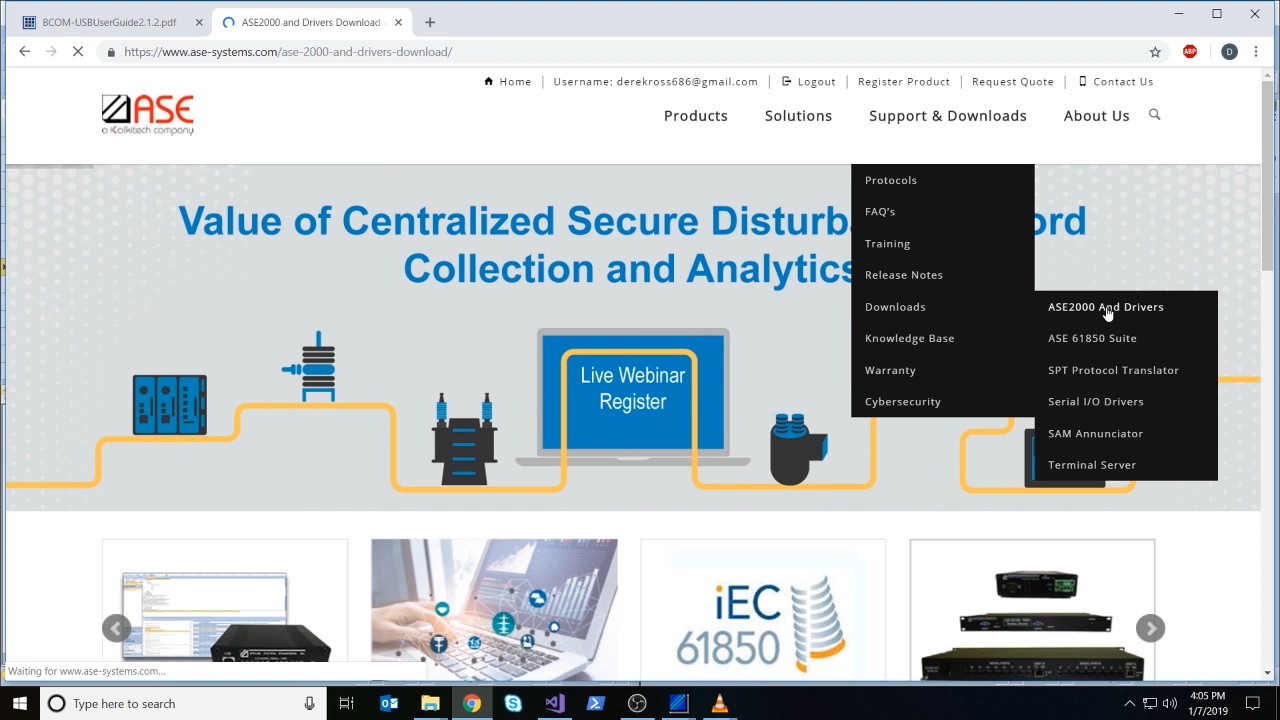 BCOM-USBUserGuide2.1.2.pdf
ASE2000 and Drivers Download -
https://www.ase-systems.com/ase-2000-and-drivers-download/
ABP
D
Home
Username: derekross686@gmail.com
Logout
Register Product
Request Quote
Contact Us
ASE
a Kalkitech company
Products
Solutions
Support & Downloads
About Us
Protocols
FAQ's
Training
Release Notes
Downloads
Knowledge Base
Warranty
Cybersecurity
ASE2000 And Drivers
ASE 61850 Suite
SPT Protocol Translator
Serial I/O Drivers
SAM Annunciator
Terminal Server
Value of Centralized Secure Disturba ord
Collection and Analytics
Live Webinar
Register
iEC
61850
Waiting for www.ase-systems.com...
Type here to search
4:05 PM
1/7/2019